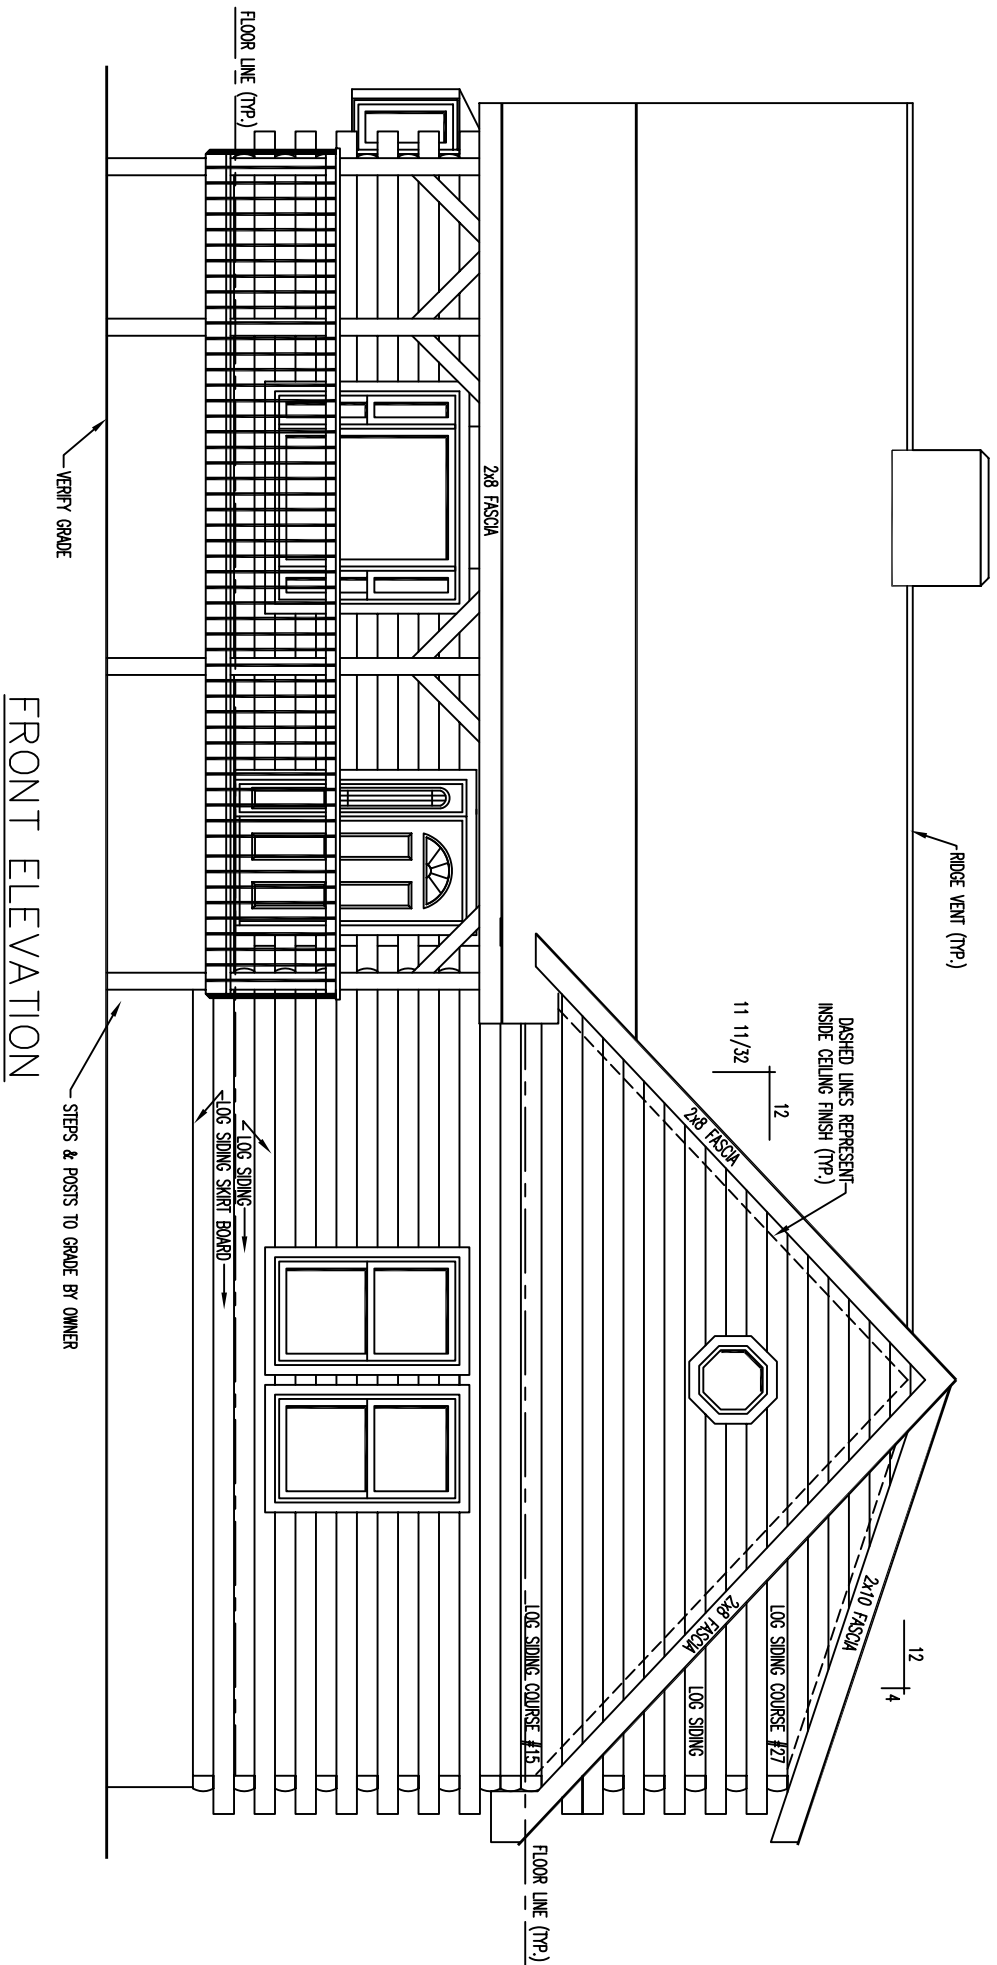 RIDGE VENT (TYP.)
DASHED LINES REPRESENT
INSIDE CEILING FINISH (TYP.)
12
11 11/32
2x8 FASCIA
2x10 FASCIA
12
4
2x8 FASCIA
LOG SIDING COURSE #27
LOG SIDING
LOG SIDING COURSE #15
FLOOR LINE (TYP.)
2x8 FASCIA
FLOOR LINE (TYP.)
LOG SIDING
LOG SIDING SKIRT BOARD
VERIFY GRADE
STEPS & POSTS TO GRADE BY OWNER
FRONT ELEVATION